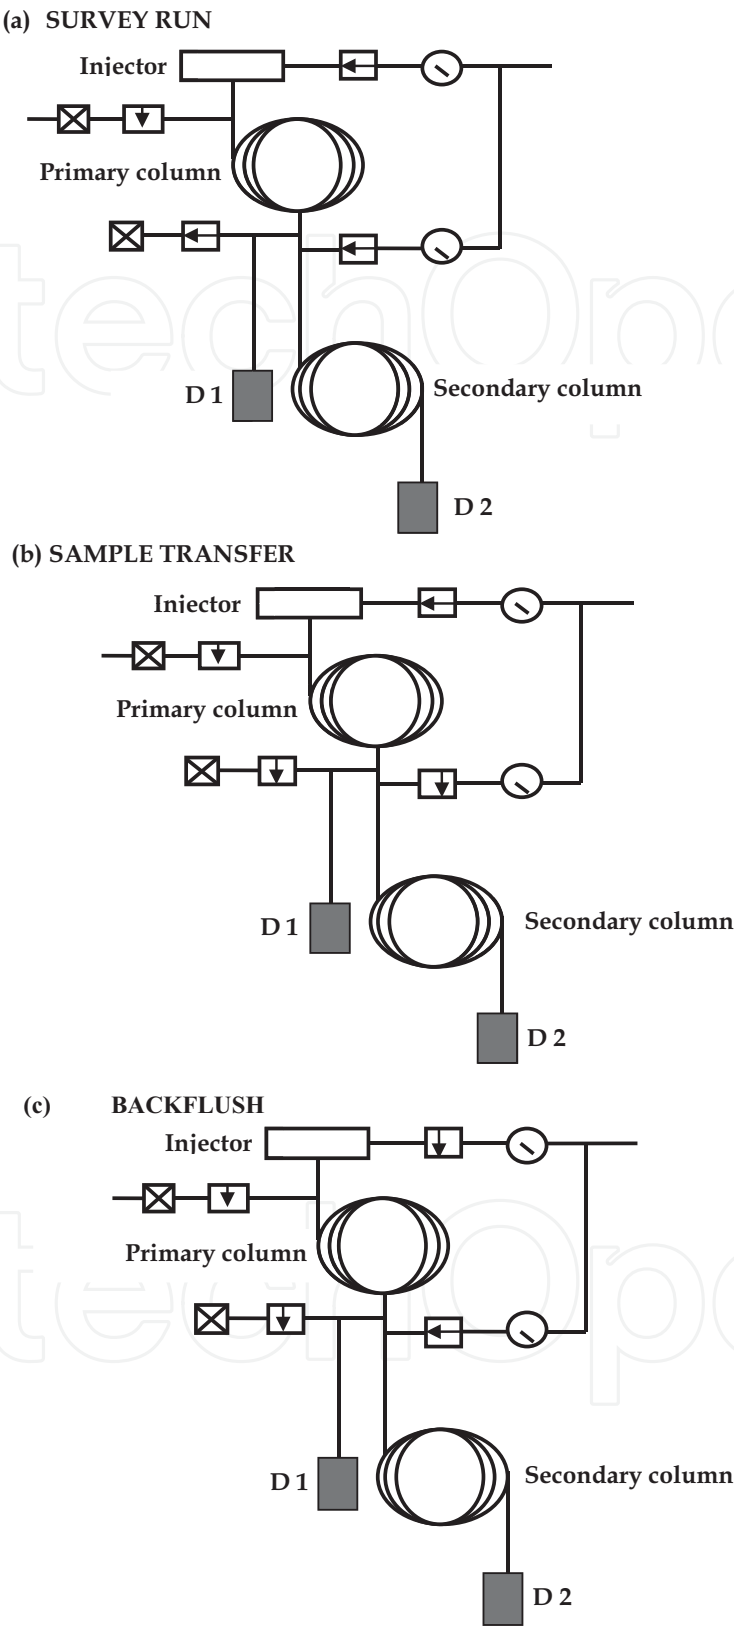 (a) SURVEY RUN
Injector
Primary column
D 1
Secondary column
D 2
(b) SAMPLE TRANSFER
Injector
Primary column
D 1
Secondary column
D 2
(c) BACKFLUSH
Injector
Primary column
D 1
Secondary column
D 2